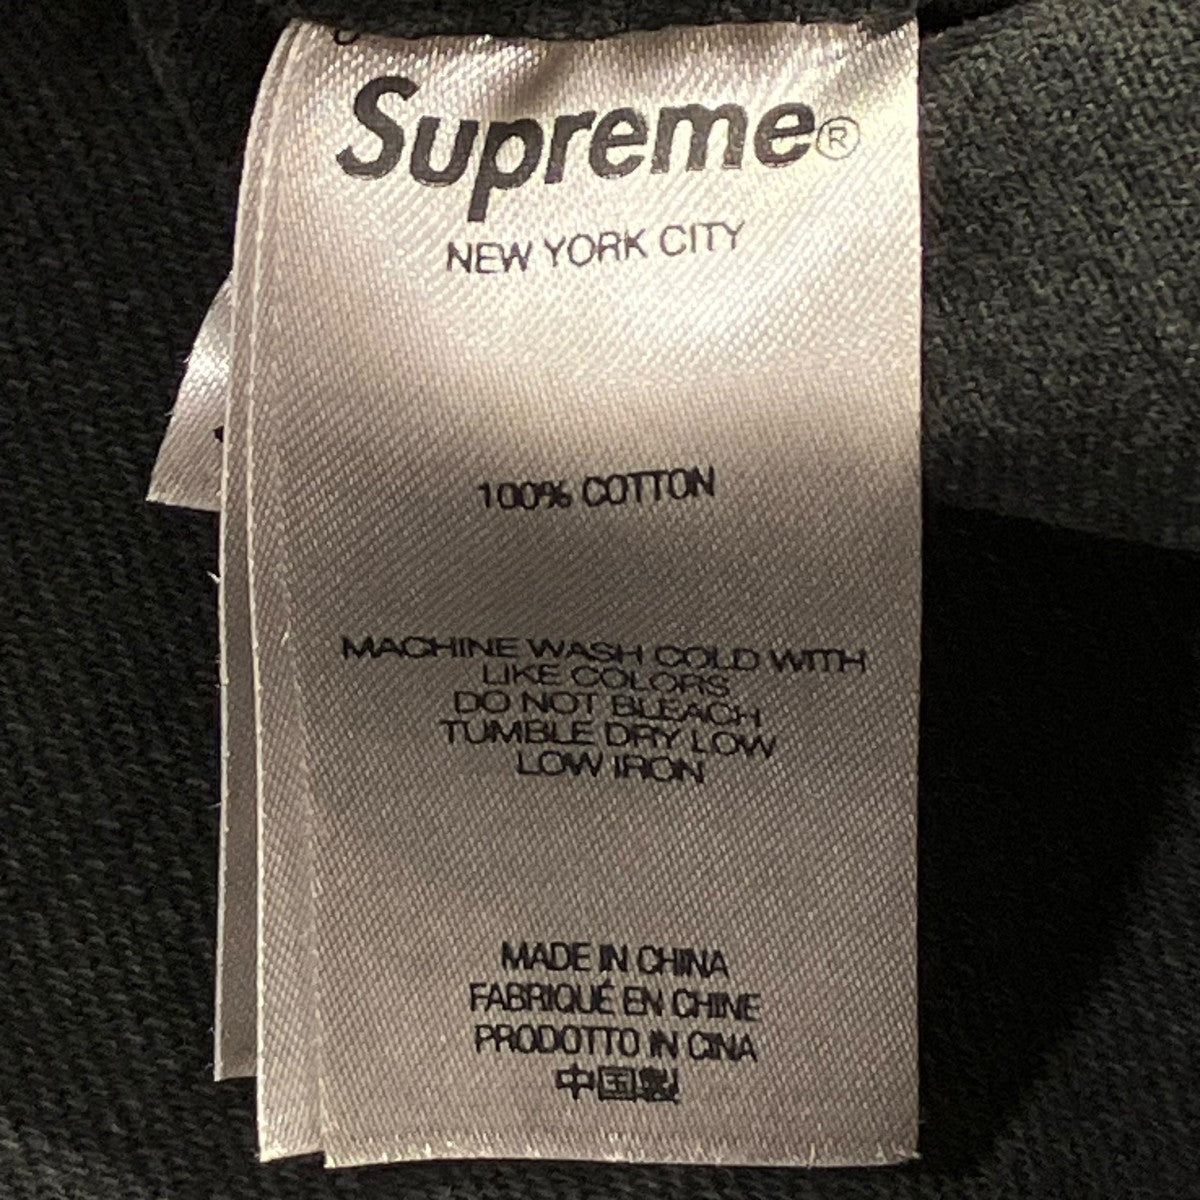 Supreme®
NEW YORK CITY
100% COTTON
MACHINE WASH COLD WITH
LIKE COLORS
DO NOT BLEACH
TUMBLE DRY LOW
LOW IRON
MADE IN CHINA
FABRIQUÉ EN CHINE
PRODOTTO IN CINA
中国製